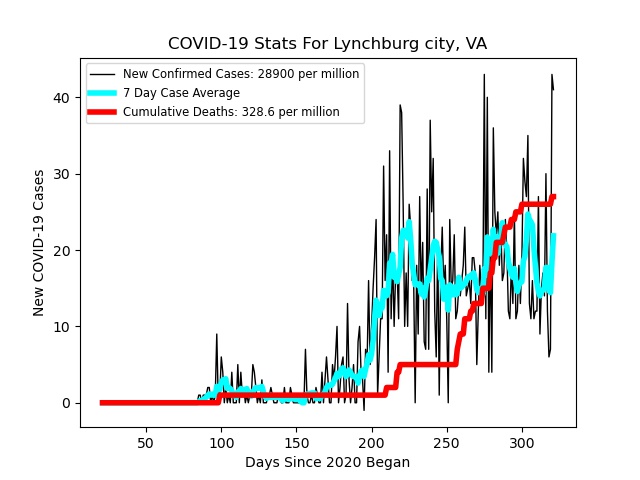 COVID-19 Stats For Lynchburg city, VA
New Confirmed Cases: 28900 per million
7 Day Case Average
Cumulative Deaths: 328.6 per million
New COVID-19 Cases
40
30
20
10
0
50 100 150 200 250 300
Days Since 2020 Began